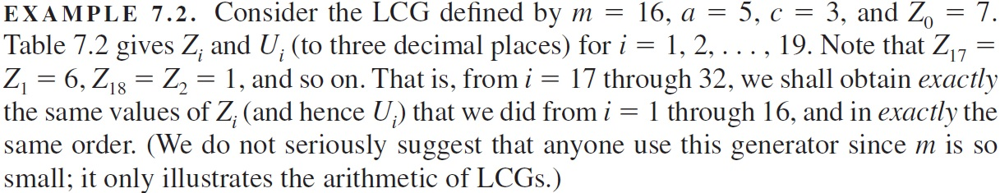 EXAMPLE 7.2. Consider the LCG defined by m = 16, a = 5, c = 3, and Z₀ = 7.
Table 7.2 gives Zᵢ and Uᵢ (to three decimal places) for i = 1, 2, . . . , 19. Note that Z₁₇ =
Z₁ = 6, Z₁₈ = Z₂ = 1, and so on. That is, from i = 17 through 32, we shall obtain exactly
the same values of Zᵢ (and hence Uᵢ) that we did from i = 1 through 16, and in exactly the
same order. (We do not seriously suggest that anyone use this generator since m is so
small; it only illustrates the arithmetic of LCGs.)